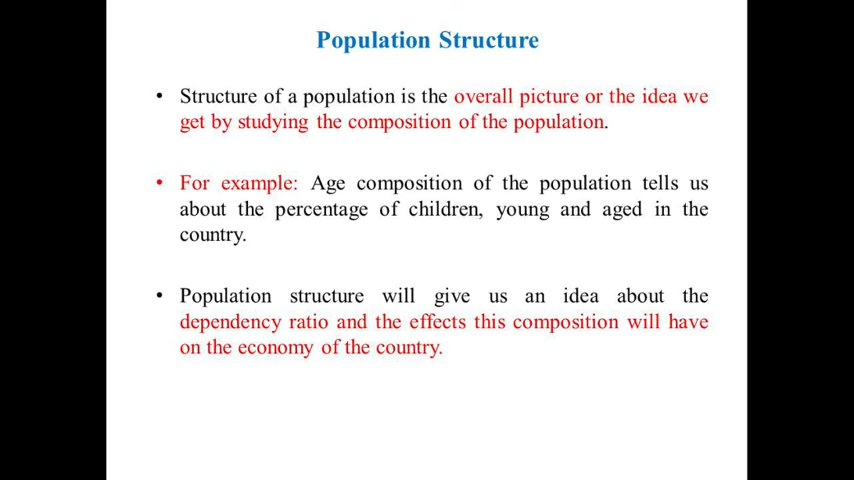 Population Structure
• Structure of a population is the overall picture or the idea we
get by studying the composition of the population.
• For example: Age composition of the population tells us
about the percentage of children, young and aged in the
country.
• Population structure will give us an idea about the
dependency ratio and the effects this composition will have
on the economy of the country.